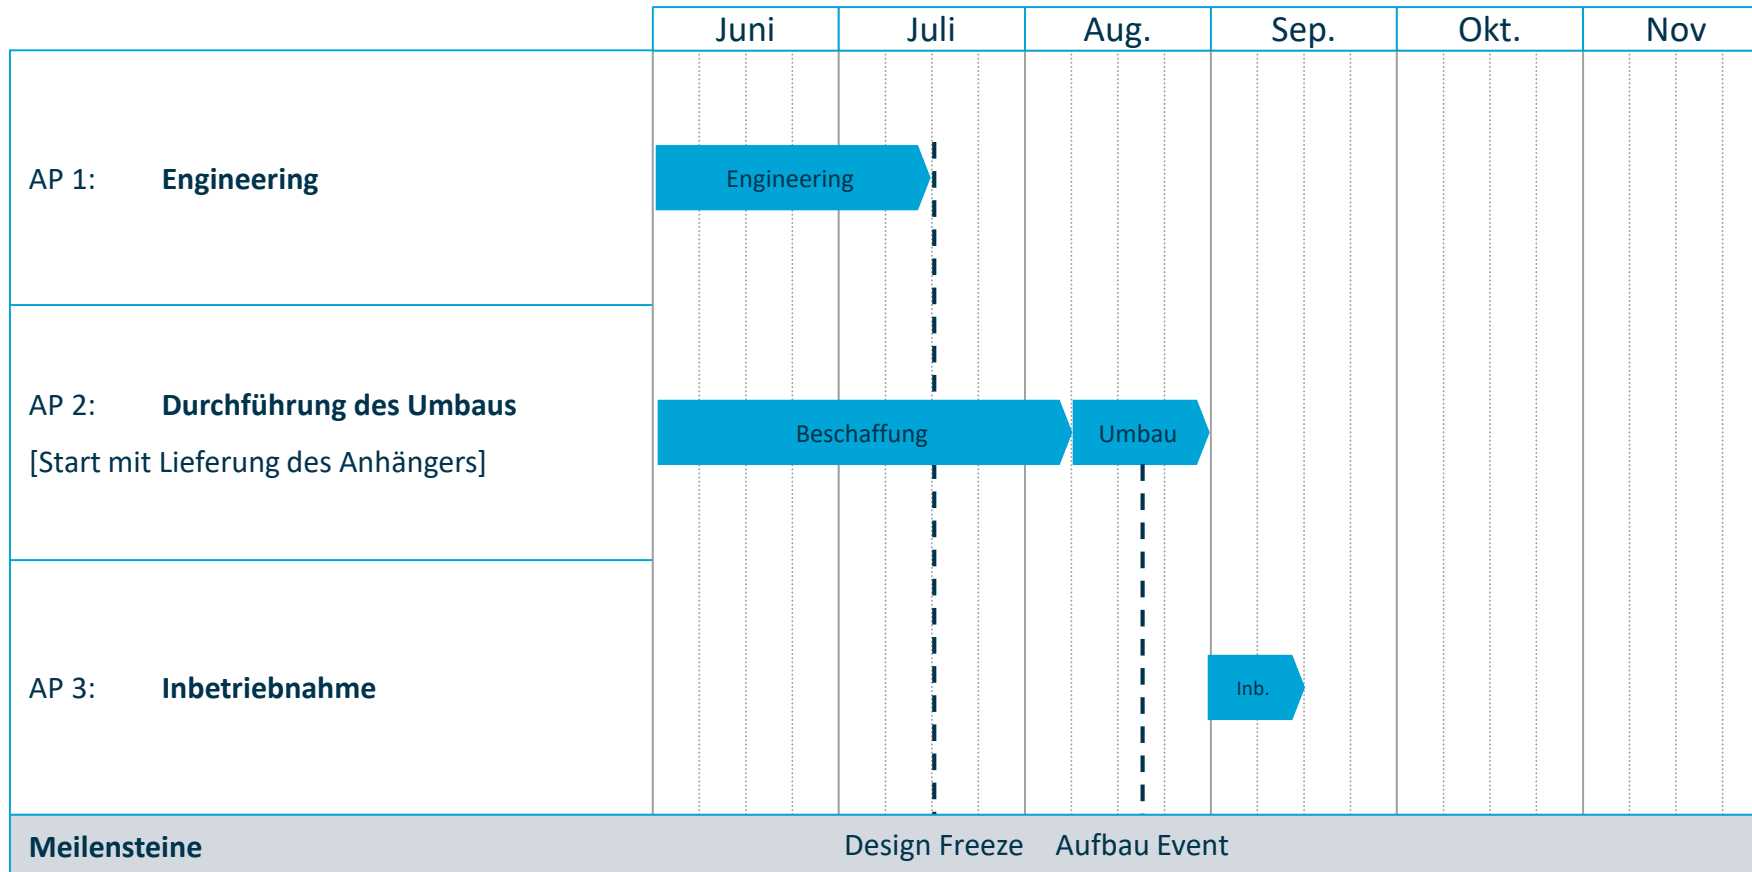 Juni Juli Aug. Sep. Okt. Nov
AP 1: Engineering
Engineering
AP 2: Durchführung des Umbaus
[Start mit Lieferung des Anhängers]
Beschaffung Umbau
AP 3: Inbetriebnahme
Inb.
Meilensteine Design Freeze Aufbau Event